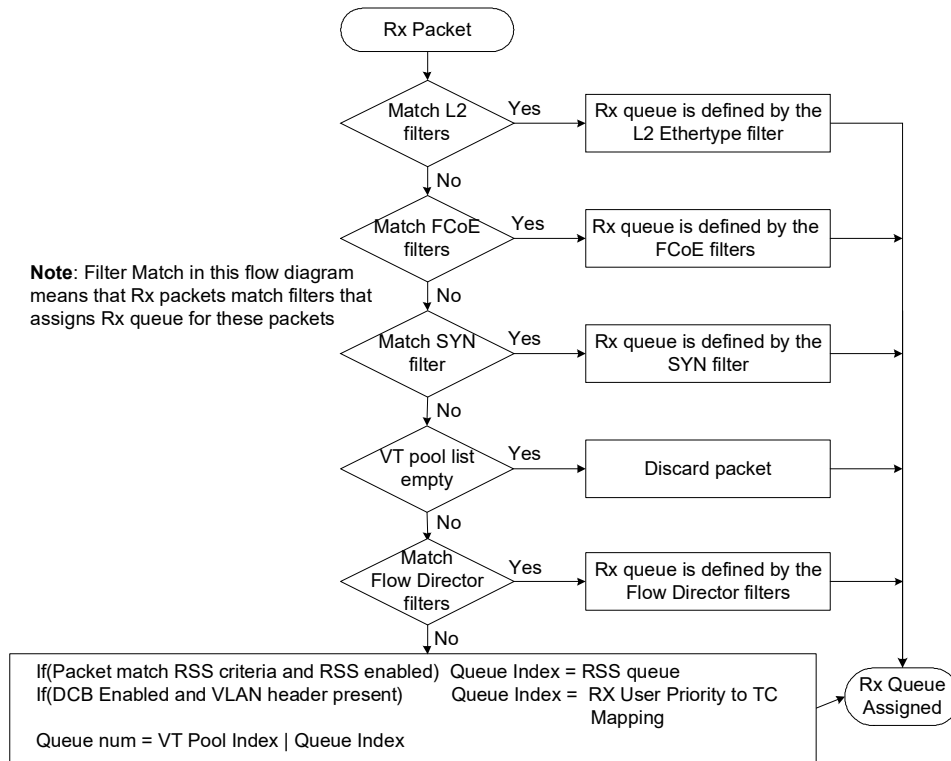 Rx Packet
Match L2
filters
Yes
Rx queue is defined by the
L2 Ethertype filter
No
Match FCoE
filters
Yes
Rx queue is defined by the
FCoE filters
Note: Filter Match in this flow diagram
means that Rx packets match filters that
assigns Rx queue for these packets
No
Match SYN
filter
Yes
Rx queue is defined by the
SYN filter
No
VT pool list
empty
Yes
Discard packet
No
Match
Flow Director
filters
Yes
Rx queue is defined by the
Flow Director filters
No
If(Packet match RSS criteria and RSS enabled) Queue Index = RSS queue
If(DCB Enabled and VLAN header present) Queue Index = RX User Priority to TC
Mapping
Queue num = VT Pool Index | Queue Index
Rx Queue
Assigned